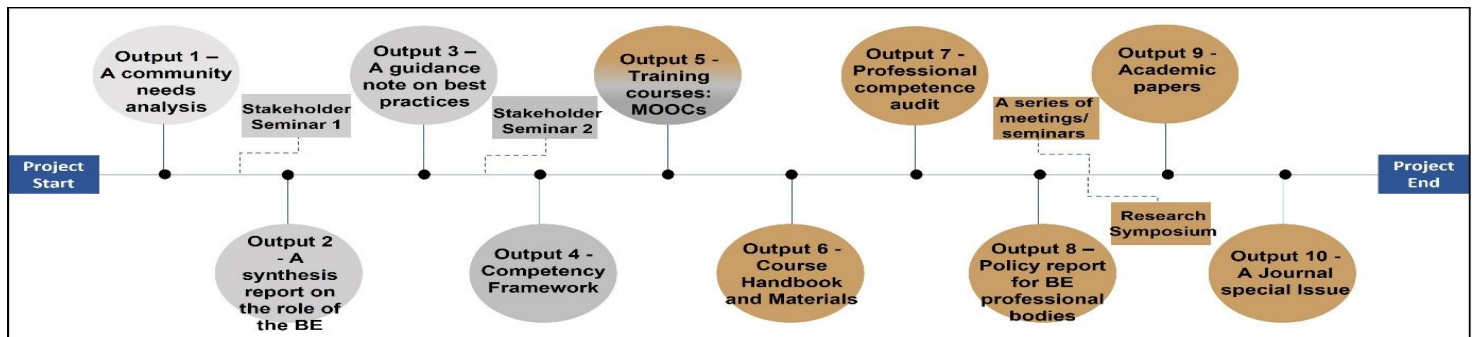 Output 1 –
A community
needs
analysis
Stakeholder
Seminar 1
Output 3 –
A guidance
note on best
practices
Stakeholder
Seminar 2
Output 5 -
Training
courses:
MOOCs
Output 7 -
Professional
competence
audit
A series of
meetings/
seminars
Output 9 -
Academic
papers
Project
Start
Project
End
Output 2
- A
synthesis
report on
the role of
the BE
Output 4 -
Competency
Framework
Output 6 -
Course
Handbook
and Materials
Output 8 –
Policy report
for BE
professional
bodies
Research
Symposium
Output 10 -
A Journal
special Issue